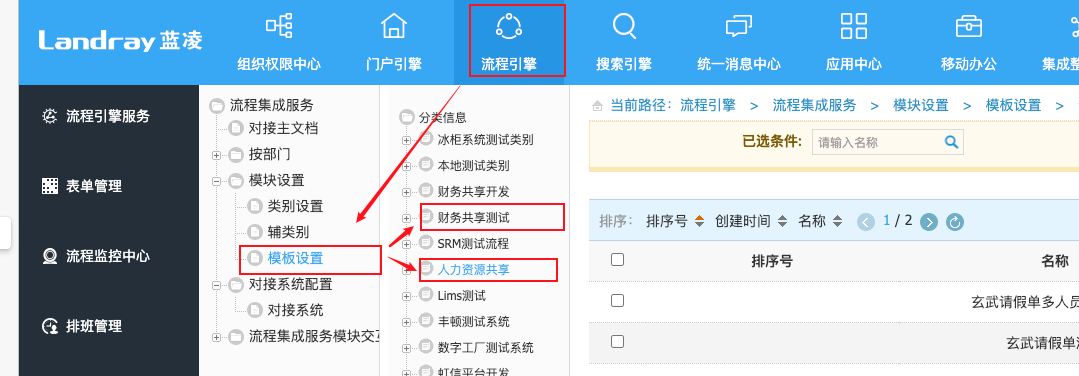 Landray蓝凌
组织权限中心
门户引擎
流程引擎
搜索引擎
统一消息中心
应用中心
移动办公
集成整
流程引擎服务
表单管理
流程监控中心
排班管理
流程集成服务
对接主文档
按部门
模块设置
类别设置
辅类别
模板设置
对接系统配置
对接系统
流程集成服务模块交互
分类信息
冰柜系统测试类别
本地测试类别
财务共享开发
财务共享测试
SRM测试流程
人力资源共享
Lims测试
丰顿测试系统
数字工厂测试系统
虹信平台开发
当前路径: 流程引擎 > 流程集成服务 > 模块设置 > 模板设置 >
已选条件: 请输入名称
排序: 排序号 创建时间 名称 1 / 2
排序号 名称
玄武请假单多人员
玄武请假单